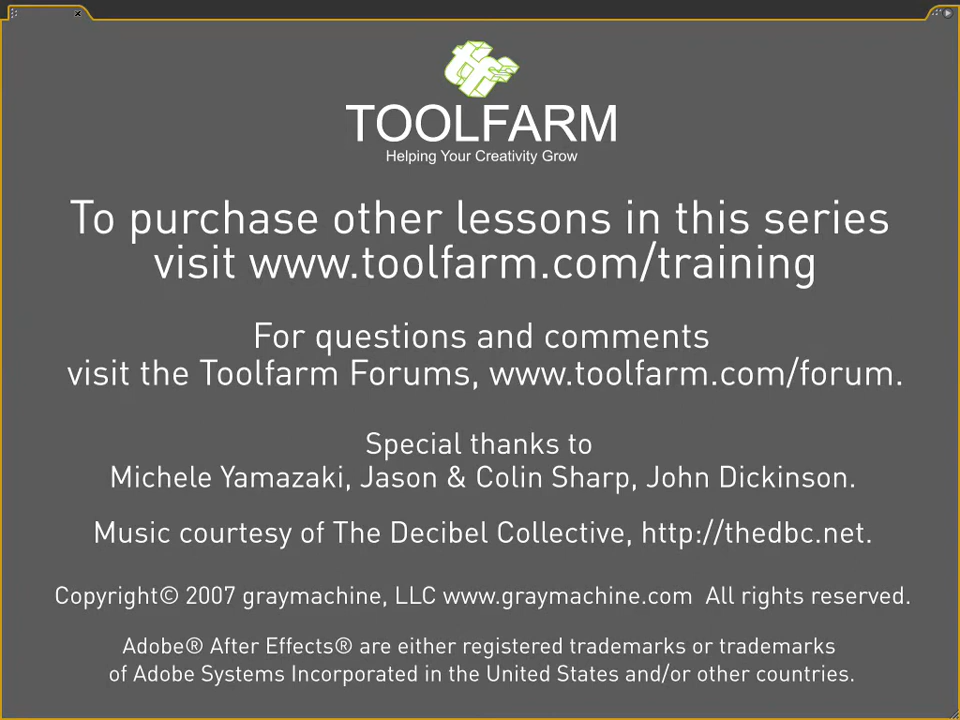 TOOLFARM
Helping Your Creativity Grow
To purchase other lessons in this series
visit www.toolfarm.com/training
For questions and comments
visit the Toolfarm Forums, www.toolfarm.com/forum.
Special thanks to
Michele Yamazaki, Jason & Colin Sharp, John Dickinson.
Music courtesy of The Decibel Collective, http://thedbc.net.
Copyright© 2007 graymachine, LLC www.graymachine.com  All rights reserved.
Adobe® After Effects® are either registered trademarks or trademarks
of Adobe Systems Incorporated in the United States and/or other countries.